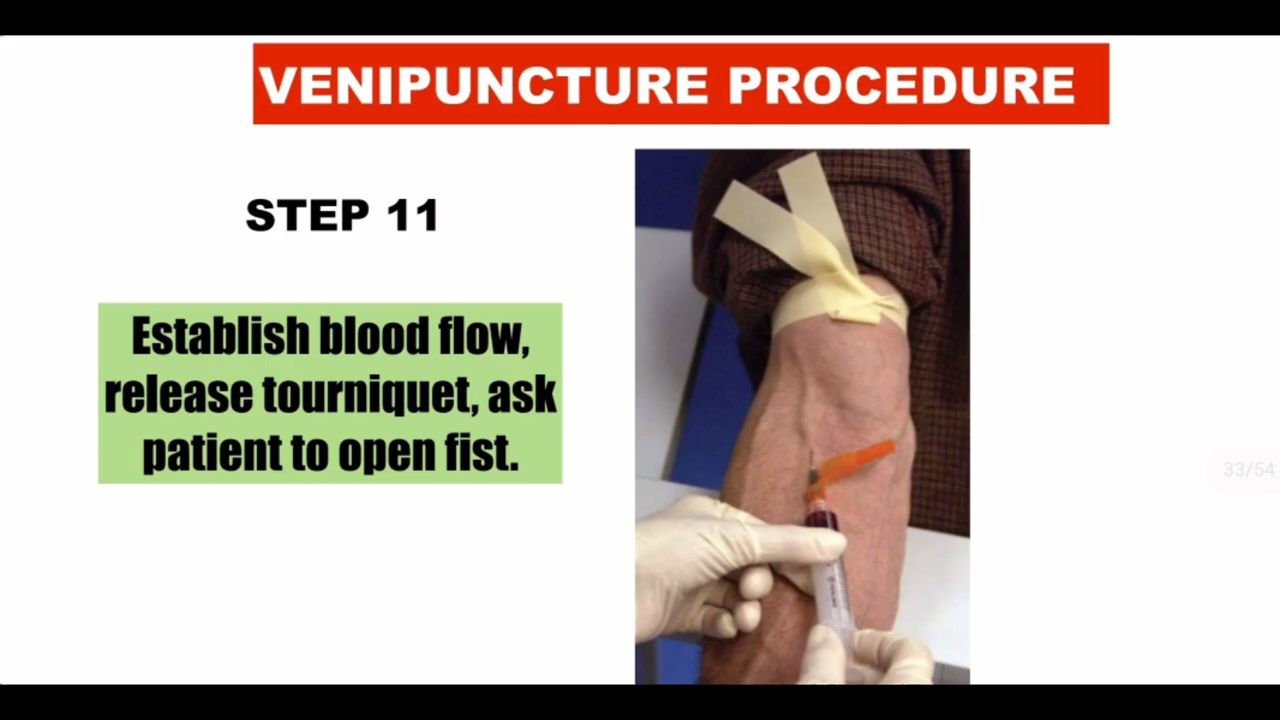 VENIPUNCTURE PROCEDURE
STEP 11
Establish blood flow,
release tourniquet, ask
patient to open fist.
33/54